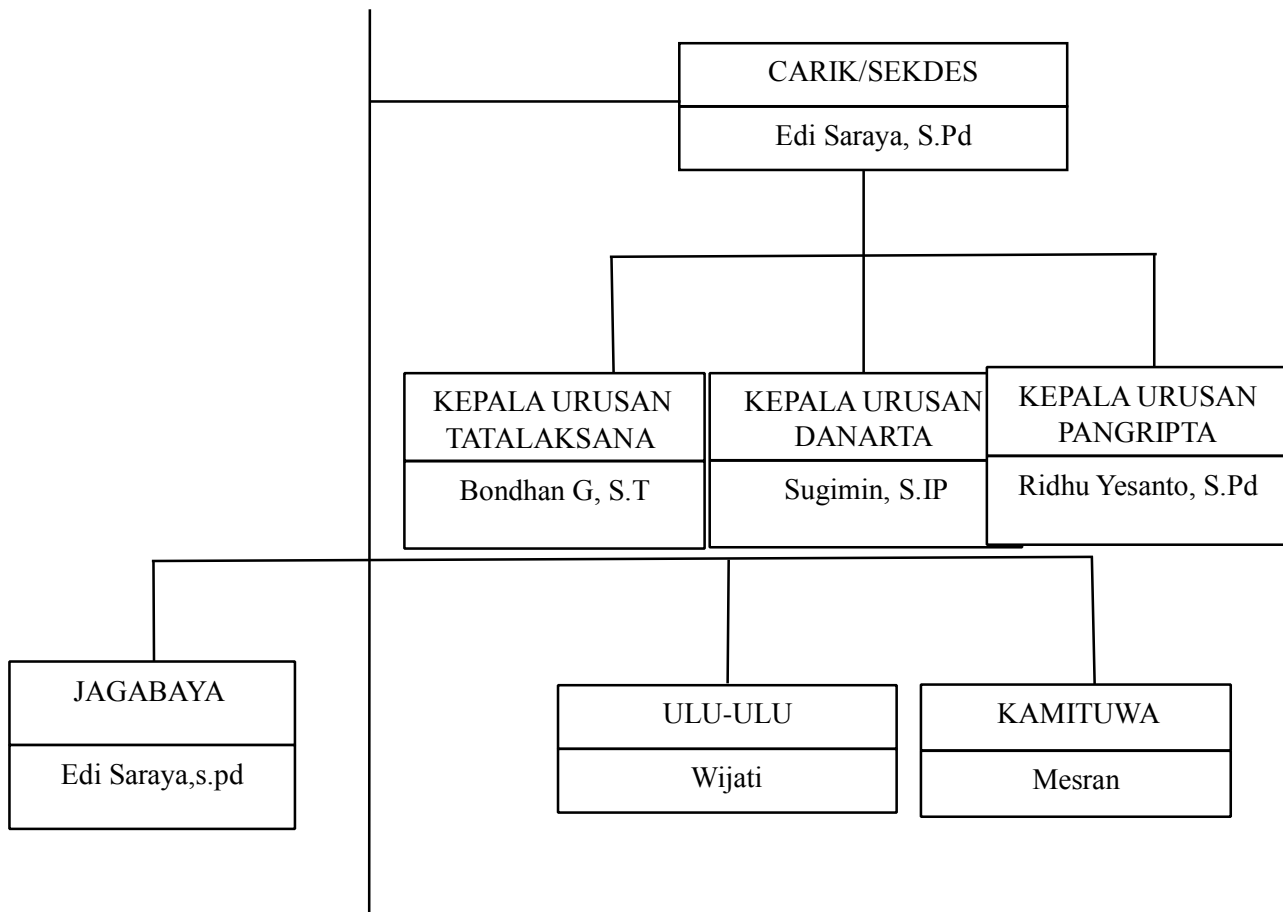 CARIK/SEKDES
Edi Saraya, S.Pd
KEPALA URUSAN
TATALAKSANA
Bondhan G, S.T
KEPALA URUSAN
DANARTA
Sugimin, S.IP
KEPALA URUSAN
PANGRIPTA
Ridhu Yesanto, S.Pd
JAGABAYA
Edi Saraya,s.pd
ULU-ULU
Wijati
KAMITUWA
Mesran